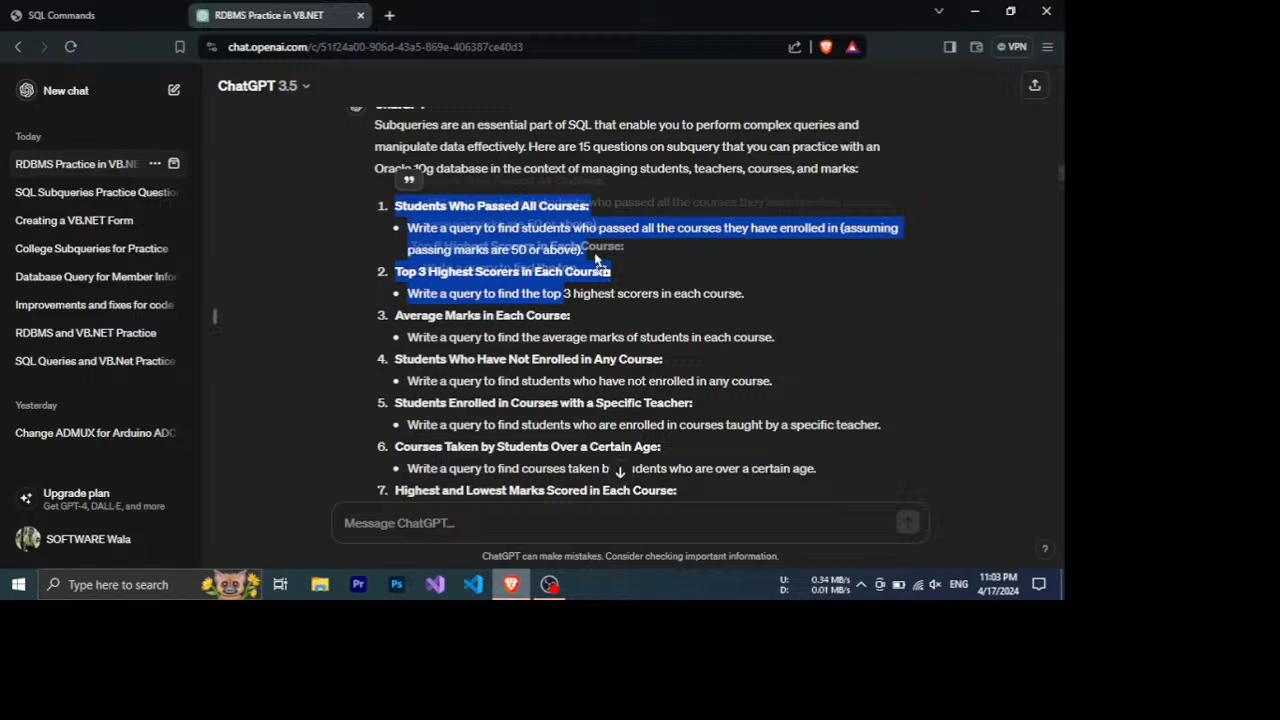 SQL Commands
RDBMS Practice in VB.NET
chat.openai.com/c/51f24a00-906d-43a5-869e-406387ce40d3
VPN
New chat
ChatGPT 3.5
Today
RDBMS Practice in VB.NE
SQL Subqueries Practice Questio
Creating a VB.NET Form
College Subqueries for Practice
Database Query for Member Info
Improvements and fixes for code
RDBMS and VB.NET Practice
SQL Queries and VB.Net Practice
Yesterday
Change ADMUX for Arduino ADC
Upgrade plan
Get GPT-4, DALL·E, and more
SOFTWARE Wala
ChatGPT
Subqueries are an essential part of SQL that enable you to perform complex queries and
manipulate data effectively. Here are 15 questions on subquery that you can practice with an
Oracle 10g database in the context of managing students, teachers, courses, and marks:
1. Students Who Passed All Courses:
• Write a query to find students who passed all the courses they have enrolled in (assuming
passing marks are 50 or above).
2. Top 3 Highest Scorers in Each Course
• Write a query to find the top 3 highest scorers in each course.
3. Average Marks in Each Course:
• Write a query to find the average marks of students in each course.
4. Students Who Have Not Enrolled in Any Course:
• Write a query to find students who have not enrolled in any course.
5. Students Enrolled in Courses with a Specific Teacher:
• Write a query to find students who are enrolled in courses taught by a specific teacher.
6. Courses Taken by Students Over a Certain Age:
• Write a query to find courses taken b udents who are over a certain age.
7. Highest and Lowest Marks Scored in Each Course:
Message ChatGPT...
ChatGPT can make mistakes. Consider checking important information.
?
Type here to search
Pr
Ps
U: 0.34 MB/s
D: 0.01 MB/s
ENG
11:03 PM
4/17/2024